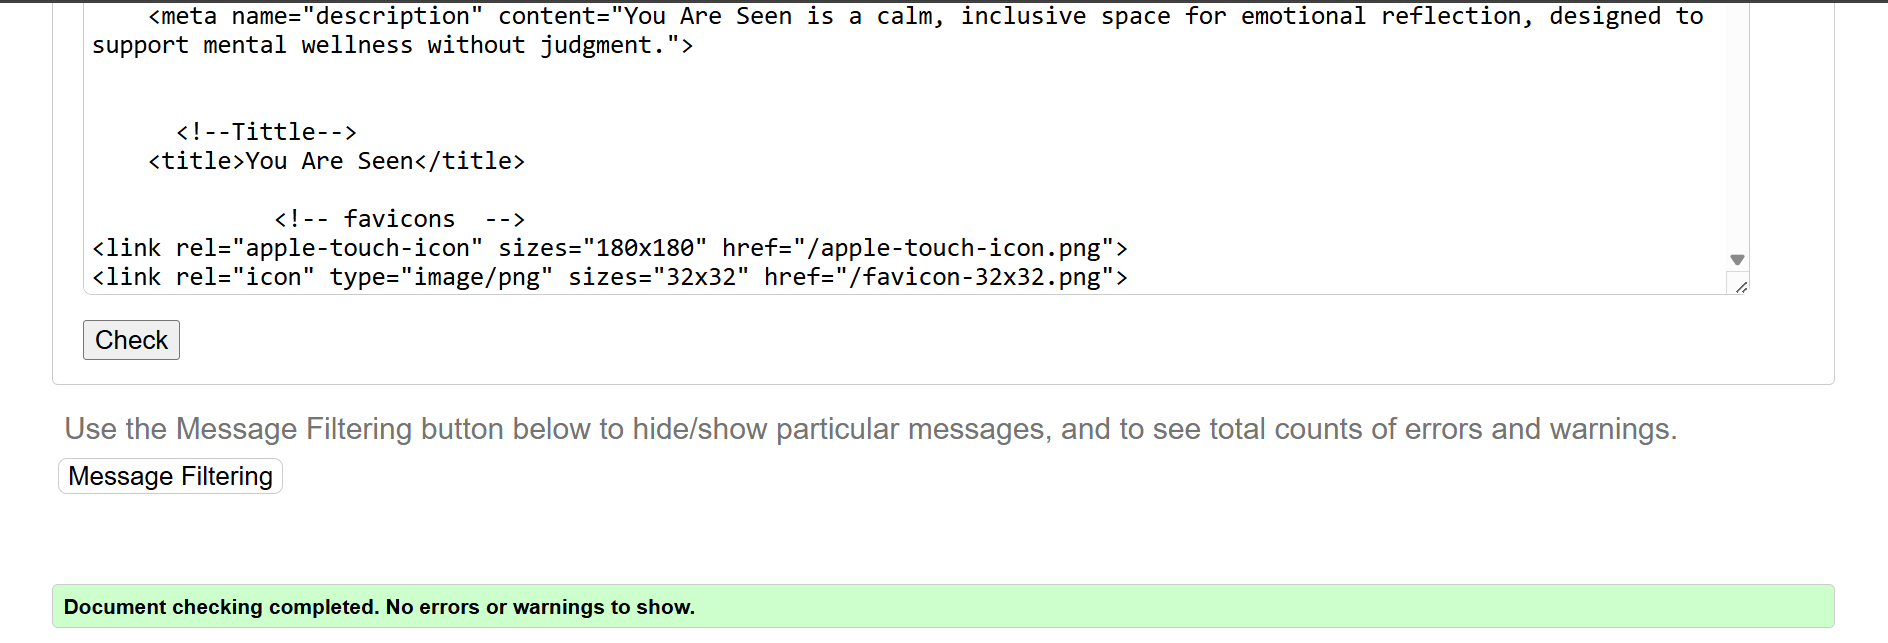 <meta name="description" content="You Are Seen is a calm, inclusive space for emotional reflection, designed to
support mental wellness without judgment.">
<!--Tittle-->
<title>You Are Seen</title>
<!-- favicons  -->
<link rel="apple-touch-icon" sizes="180x180" href="/apple-touch-icon.png">
<link rel="icon" type="image/png" sizes="32x32" href="/favicon-32x32.png">
Check
Use the Message Filtering button below to hide/show particular messages, and to see total counts of errors and warnings.
Message Filtering
Document checking completed. No errors or warnings to show.